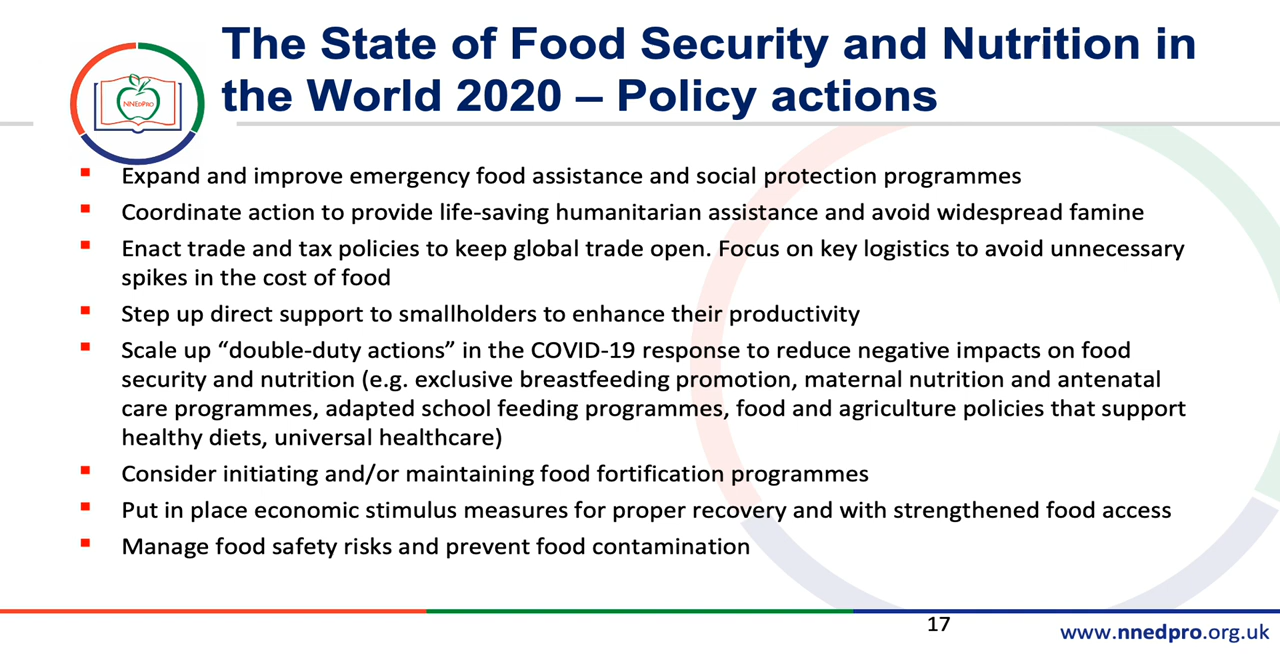 The State of Food Security and Nutrition in
the World 2020 – Policy actions
NNEdPRO
▪ Expand and improve emergency food assistance and social protection programmes
▪ Coordinate action to provide life-saving humanitarian assistance and avoid widespread famine
▪ Enact trade and tax policies to keep global trade open. Focus on key logistics to avoid unnecessary
spikes in the cost of food
▪ Step up direct support to smallholders to enhance their productivity
▪ Scale up “double-duty actions” in the COVID-19 response to reduce negative impacts on food
security and nutrition (e.g. exclusive breastfeeding promotion, maternal nutrition and antenatal
care programmes, adapted school feeding programmes, food and agriculture policies that support
healthy diets, universal healthcare)
▪ Consider initiating and/or maintaining food fortification programmes
▪ Put in place economic stimulus measures for proper recovery and with strengthened food access
▪ Manage food safety risks and prevent food contamination
17
www.nnedpro.org.uk